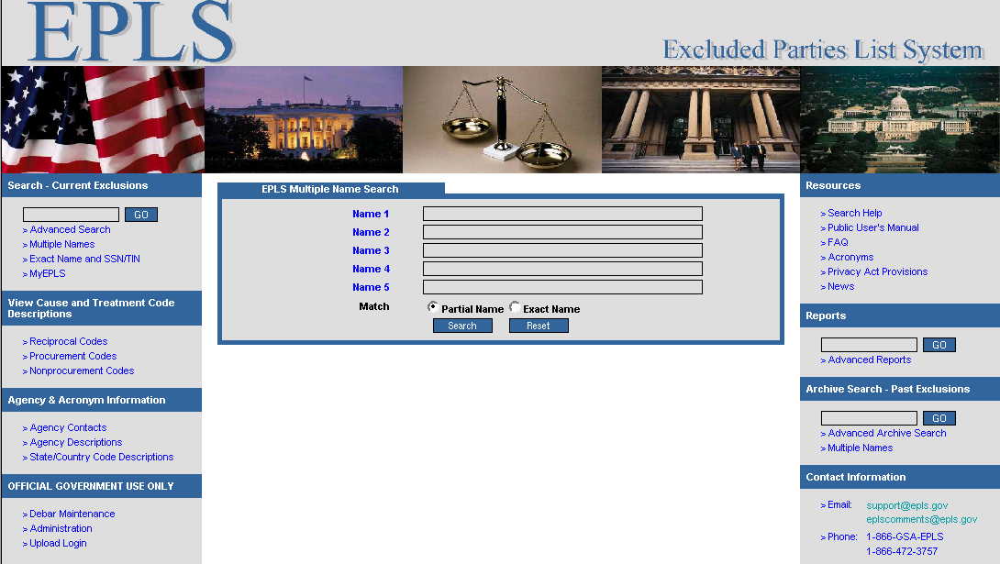 EPLS
Excluded Parties List System
Search - Current Exclusions
GO
> Advanced Search
> Multiple Names
> Exact Name and SSN/TIN
> MyEPLS
View Cause and Treatment Code
Descriptions
> Reciprocal Codes
> Procurement Codes
> Nonprocurement Codes
Agency & Acronym Information
> Agency Contacts
> Agency Descriptions
> State/Country Code Descriptions
OFFICIAL GOVERNMENT USE ONLY
> Debar Maintenance
> Administration
> Upload Login
EPLS Multiple Name Search
Name 1
Name 2
Name 3
Name 4
Name 5
Match Partial Name Exact Name
Search Reset
Resources
> Search Help
> Public User's Manual
> FAQ
> Acronyms
> Privacy Act Provisions
> News
Reports
GO
> Advanced Reports
Archive Search - Past Exclusions
GO
> Advanced Archive Search
> Multiple Names
Contact Information
> Email: support@epls.gov
eplscomments@epls.gov
> Phone: 1-866-GSA-EPLS
1-866-472-3757